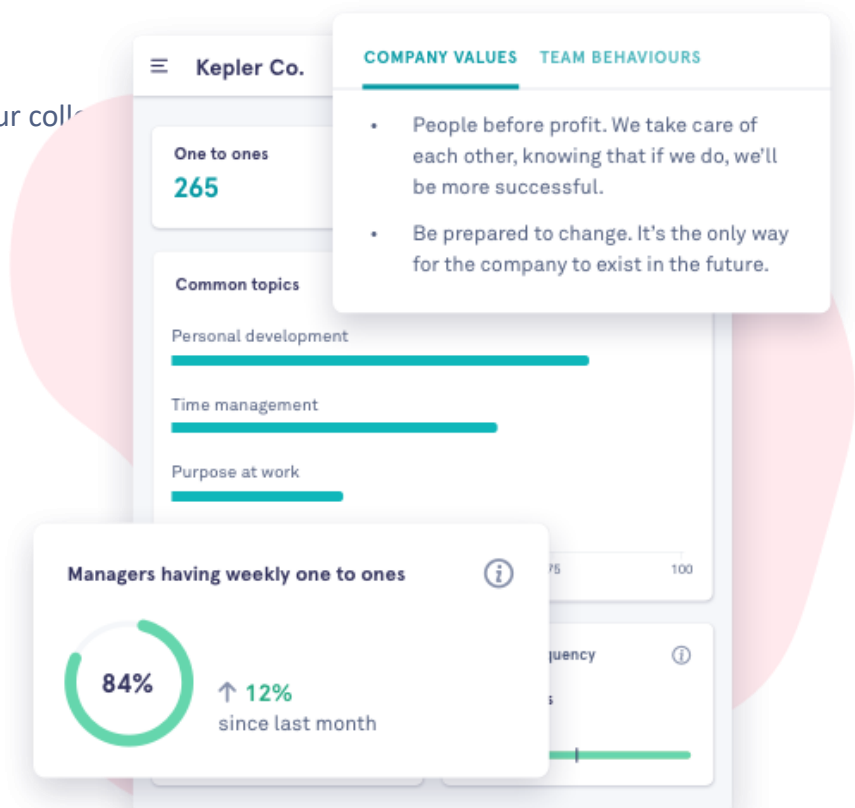 Kepler Co.
COMPANY VALUES TEAM BEHAVIOURS
• People before profit. We take care of
each other, knowing that if we do, we'll
be more successful.
• Be prepared to change. It's the only way
for the company to exist in the future.
ur
One to ones
265
Common topics
Personal development
Time management
Purpose at work
100
Managers having weekly one to ones
84%
↑ 12%
since last month